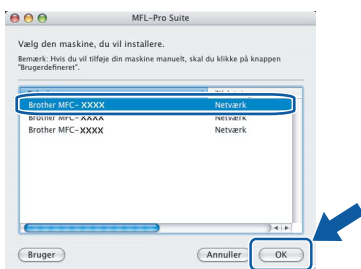 MFL-Pro Suite
Vælg den maskine, du vil installere.
Bemærk: Hvis du vil tilføje din maskine manuelt, skal du klikke på knappen
"Brugerdefineret".
Brother MFC- XXXX Netværk
Brother MFC- XXXX Netværk
Brother MFC- XXXX Netværk
Bruger
Annuller
OK